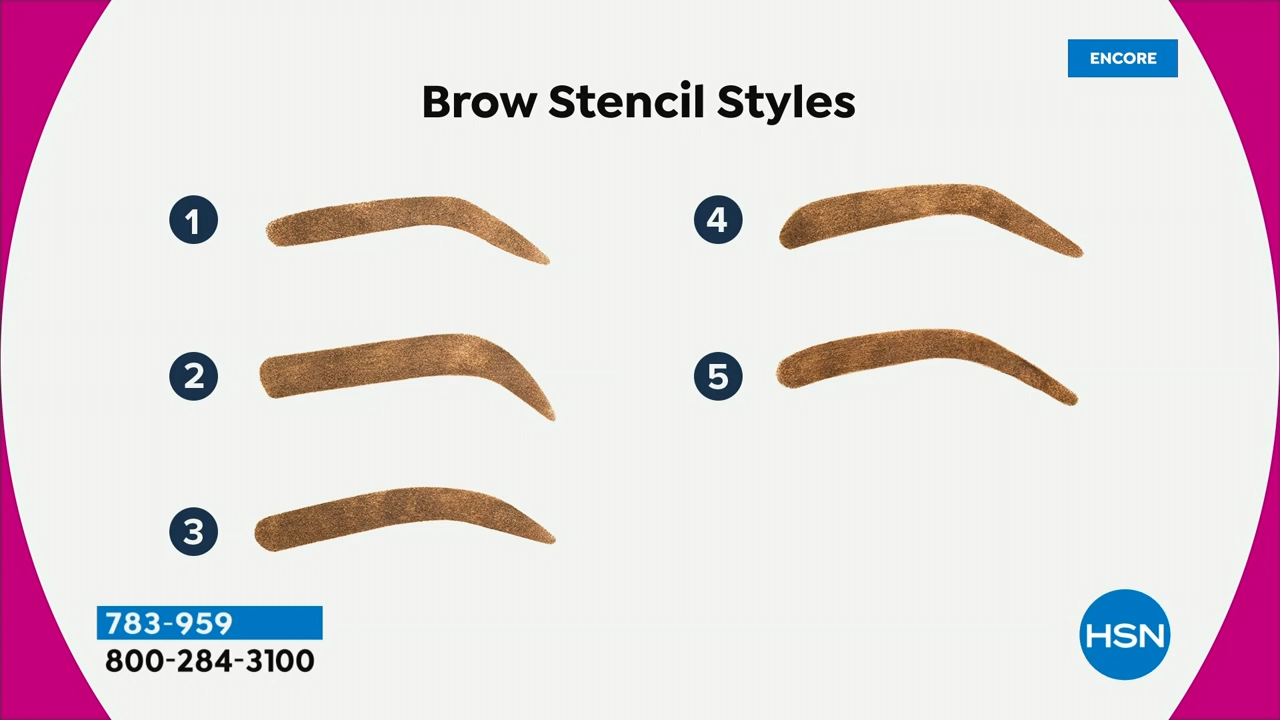 ENCORE
Brow Stencil Styles
1
4
2
5
3
783-959
800-284-3100
HSN